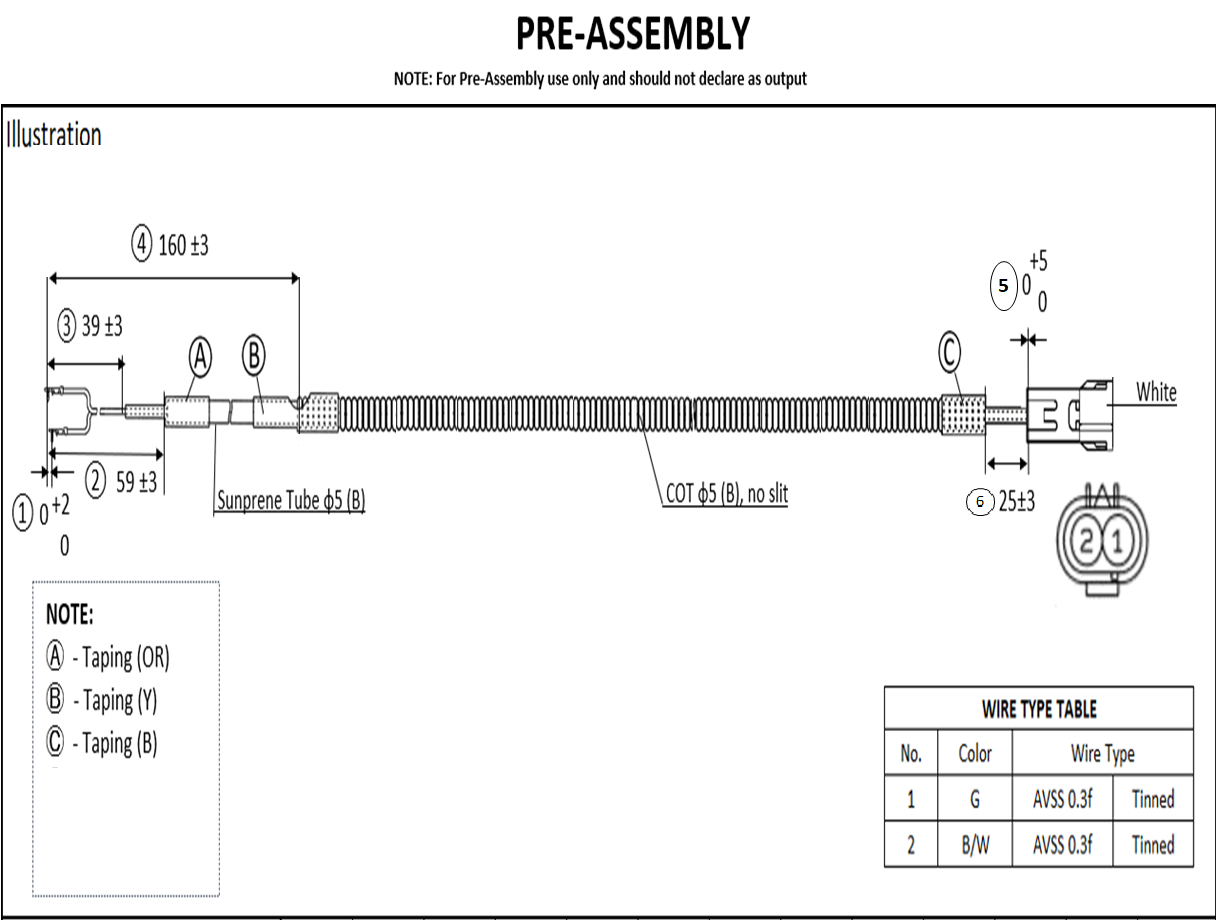 PRE-ASSEMBLY
NOTE: For Pre-Assembly use only and should not declare as output
Illustration
④ 160 ±3
③ 39 ±3
Ⓐ
Ⓑ
Ⓒ
⑤ 0 +5 0
White
② 59 ±3
① 0 +2 0
Sunprene Tube ϕ5 (B)
COT ϕ5 (B), no slit
⑥ 25±3
2 1
NOTE:
Ⓐ - Taping (OR)
Ⓑ - Taping (Y)
Ⓒ - Taping (B)
WIRE TYPE TABLE
No. Color Wire Type
1 G AVSS 0.3f Tinned
2 B/W AVSS 0.3f Tinned